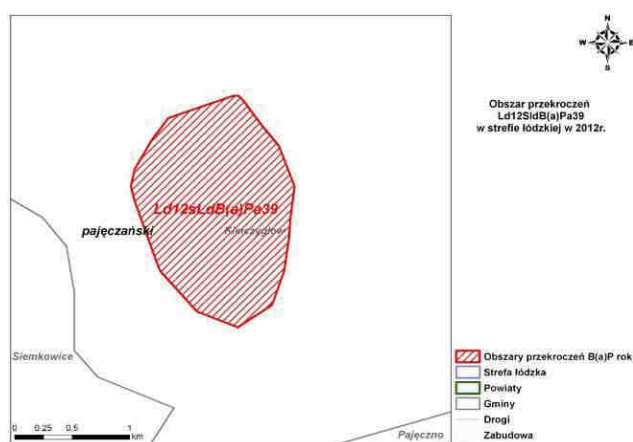 N
W E
S
Obszar przekroczeń
Ld12SldB(a)Pa39
w strefie łódzkiej w 2012r.
Ld12sLdB(a)Pa39
pajęczański
Kiełczygłów
Siemkowice
Pajęczno
0 0.25 0.5 1
km
Obszary przekroczeń B(a)P rok
Strefa łódzka
Powiaty
Gminy
Drogi
Zabudowa